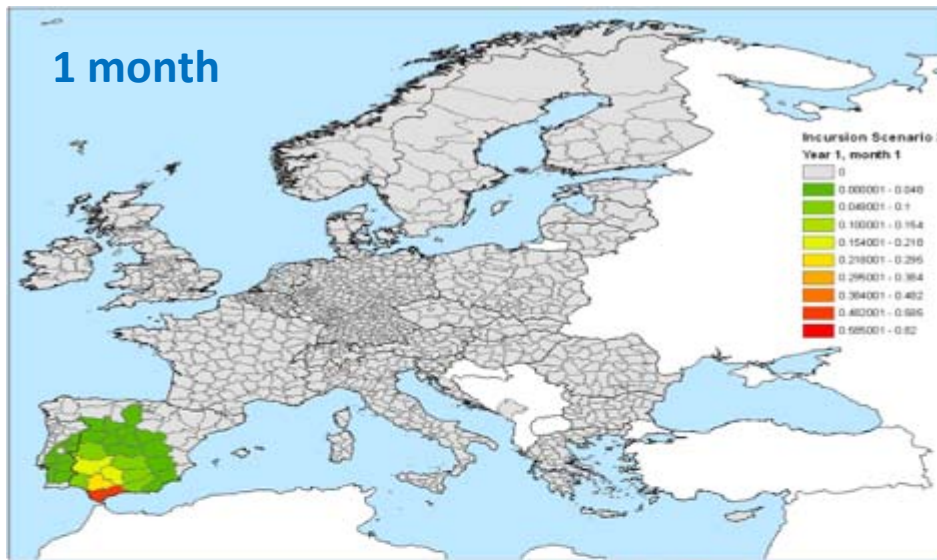 1 month
Incursion Scenario
Year 1, month 1
0
0.000001 - 0.048
0.048001 - 0.1
0.100001 - 0.154
0.154001 - 0.218
0.218001 - 0.295
0.295001 - 0.384
0.384001 - 0.482
0.482001 - 0.585
0.585001 - 0.82